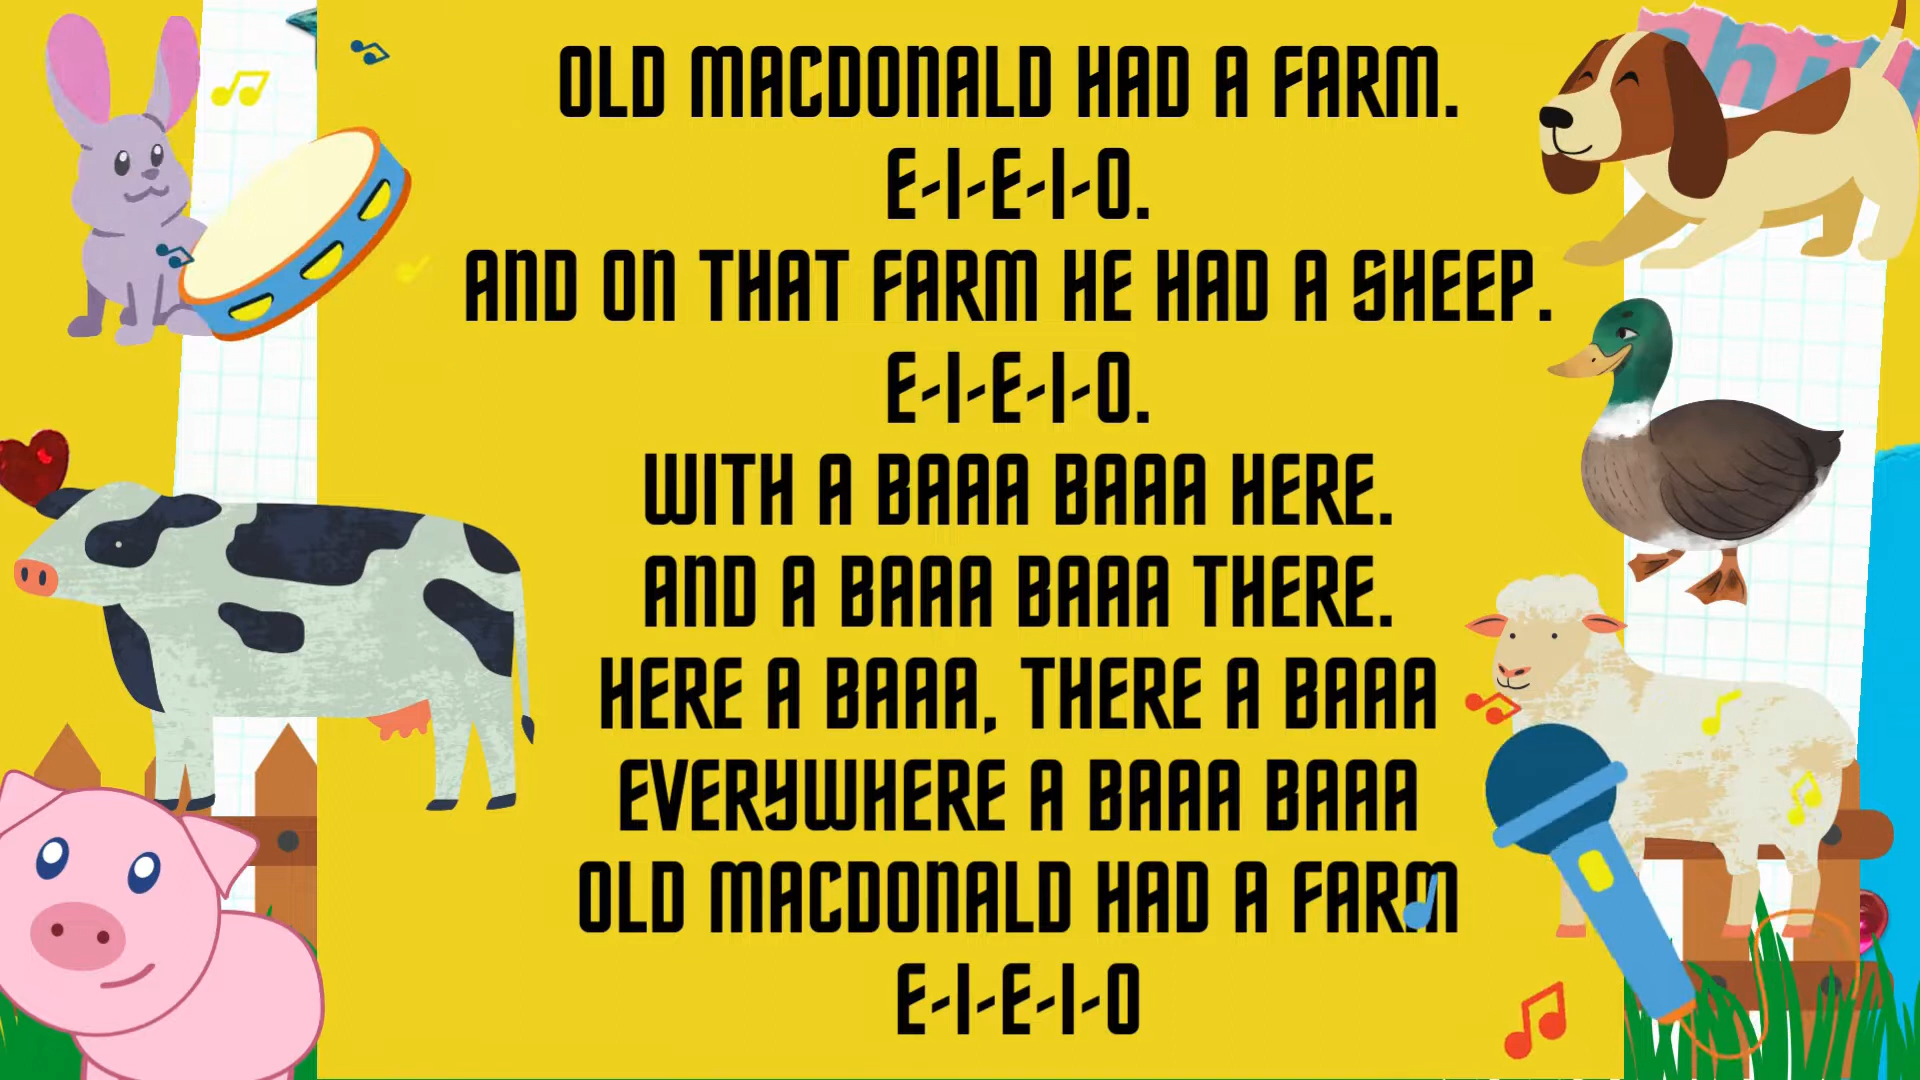 OLD MACDONALD HAD A FARM.
E-I-E-I-O.
AND ON THAT FARM HE HAD A SHEEP.
E-I-E-I-O.
WITH A BAAA BAAA HERE.
AND A BAAA BAAA THERE.
HERE A BAAA, THERE A BAAA
EVERYWHERE A BAAA BAAA
OLD MACDONALD HAD A FARM
E-I-E-I-O